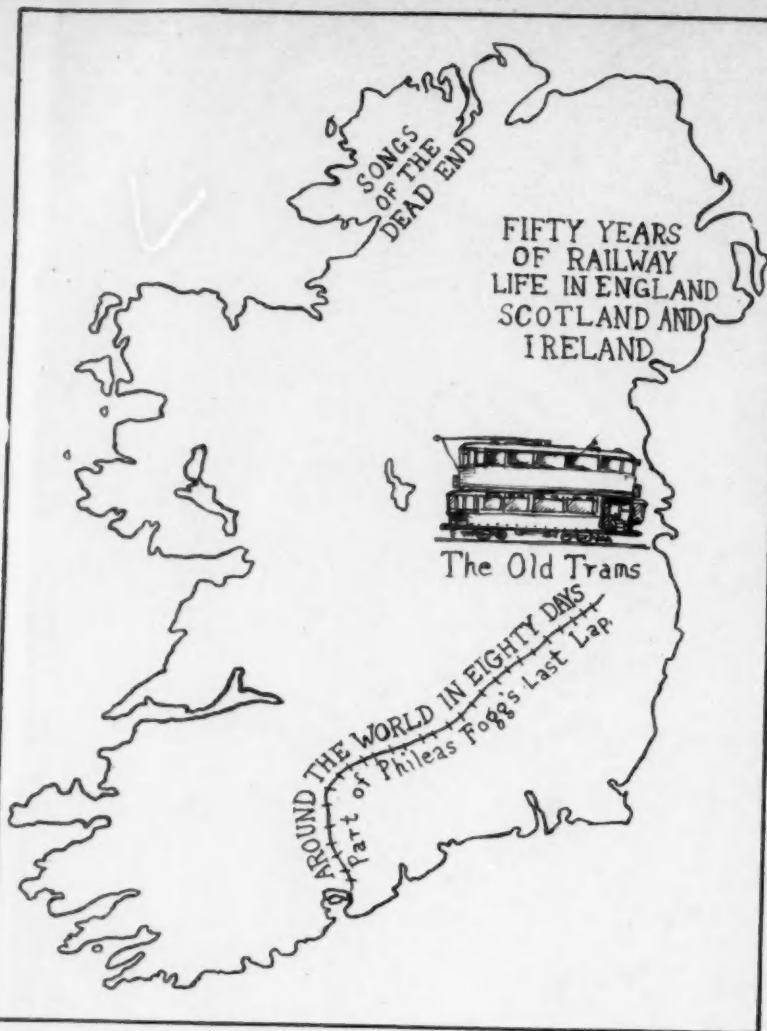 SONGS
OF THE
DEAD END
FIFTY YEARS
OF RAILWAY
LIFE IN ENGLAND
SCOTLAND AND
IRELAND
The Old Trams
AROUND THE WORLD IN EIGHTY DAYS
Part of Phileas Fogg's Last Lap.